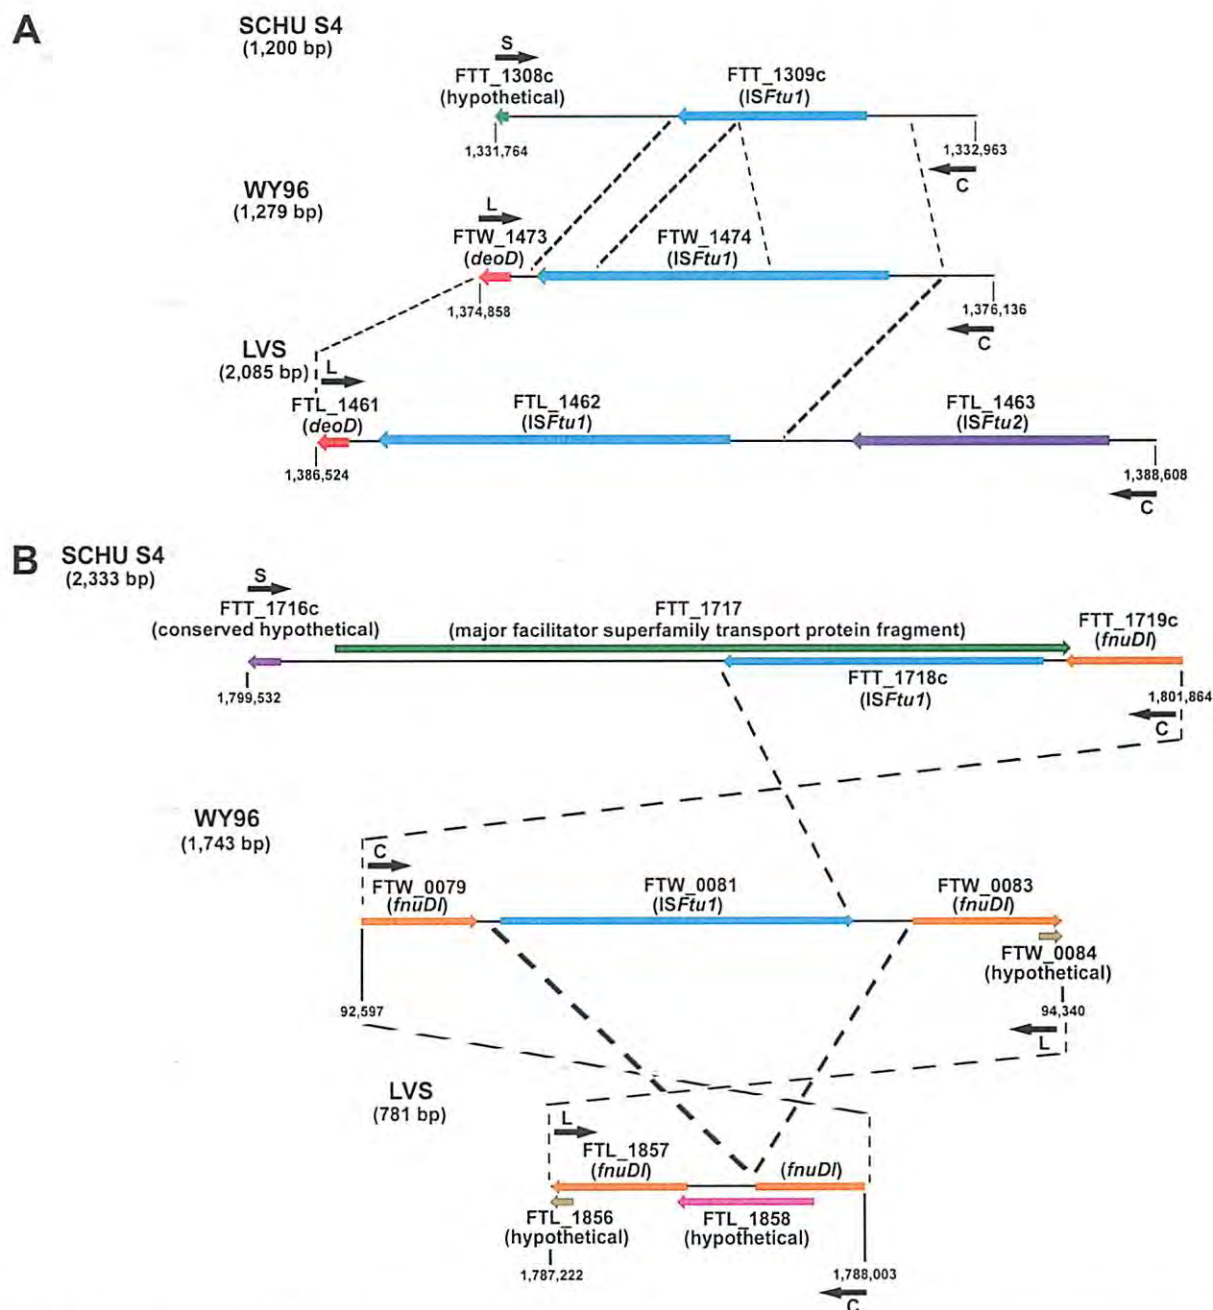 A
SCHU S4
(1,200 bp)
S
FTT_1308c
(hypothetical)
FTT_1309c
(ISFtu1)
1,331,764
1,332,963
C
WY96
(1,279 bp)
L
FTW_1473
(deoD)
FTW_1474
(ISFtu1)
1,374,858
1,376,136
C
LVS
(2,085 bp)
L
FTL_1461
(deoD)
FTL_1462
(ISFtu1)
FTL_1463
(ISFtu2)
1,386,524
1,388,608
C
B
SCHU S4
(2,333 bp)
S
FTT_1716c
(conserved hypothetical)
FTT_1717
(major facilitator superfamily transport protein fragment)
FTT_1719c
(fnuDI)
FTT_1718c
(ISFtu1)
1,799,532
1,801,864
C
WY96
(1,743 bp)
C
FTW_0079
(fnuDI)
FTW_0081
(ISFtu1)
FTW_0083
(fnuDI)
FTW_0084
(hypothetical)
92,597
94,340
L
LVS
(781 bp)
L
FTL_1857
(fnuDI)
(fnuDI)
FTL_1856
(hypothetical)
FTL_1858
(hypothetical)
1,787,222
1,788,003
C